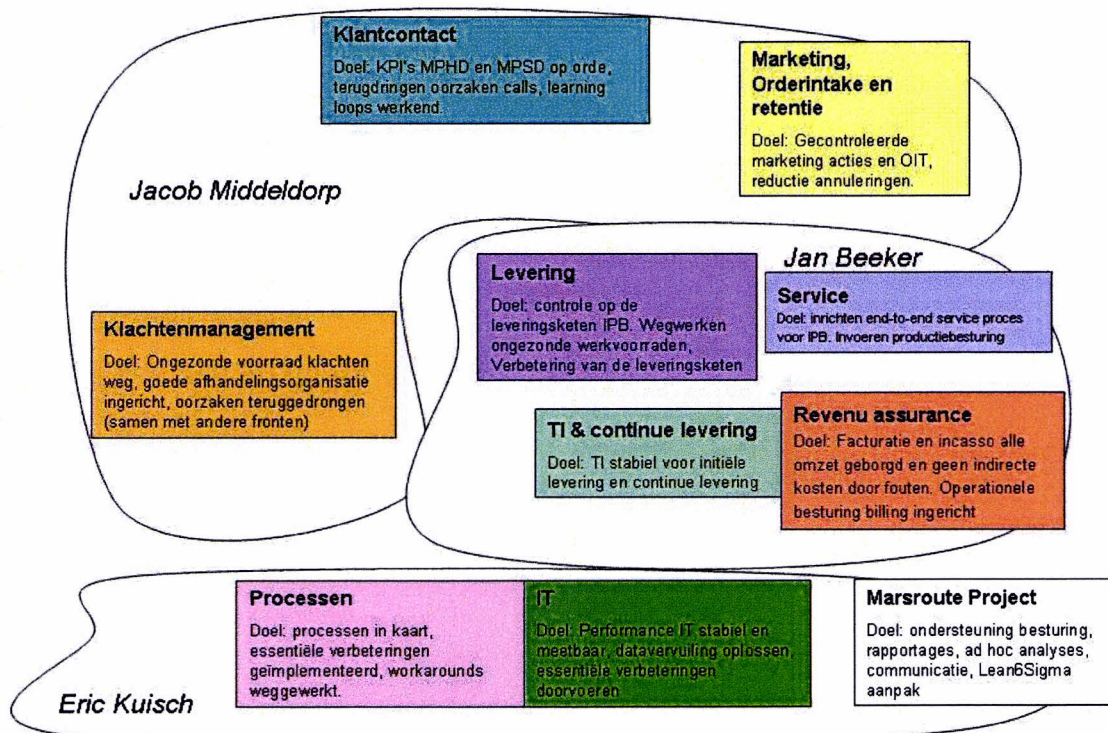 Klantcontact
Doel: KPI's MPHD en MPSD op orde,
terugdringen oorzaken calls, learning
loops werkend.
Marketing,
Orderintake en
retentie
Doel: Gecontroleerde
marketing acties en OIT,
reductie annuleringen.
Jacob Middeldorp
Jan Beeker
Levering
Doel: controle op de
leveringsketen IPB. Wegwerken
ongezonde werkvoorraden,
Verbetering van de leveringsketen
Service
Doel: inrichten end-to-end service proces
voor IPB. Invoeren productiebesturing
Klachtenmanagement
Doel: Ongezonde voorraad klachten
weg, goede afhandelingsorganisatie
ingericht, oorzaken teruggedrongen
(samen met andere fronten)
TI & continue levering
Doel: TI stabiel voor initiële
levering en continue levering
Revenu assurance
Doel: Facturatie en incasso alle
omzet geborgd en geen indirecte
kosten door fouten. Operationele
besturing billing ingericht
Processen
Doel: processen in kaart,
essentiële verbeteringen
geïmplementeerd, workarounds
weggewerkt.
IT
Doel: Performance IT stabiel en
meetbaar, datavervuiling oplossen,
essentiële verbeteringen
doorvoeren
Marsroute Project
Doel: ondersteuning besturing,
rapportages, ad hoc analyses,
communicatie, Lean6Sigma
aanpak
Eric Kuisch